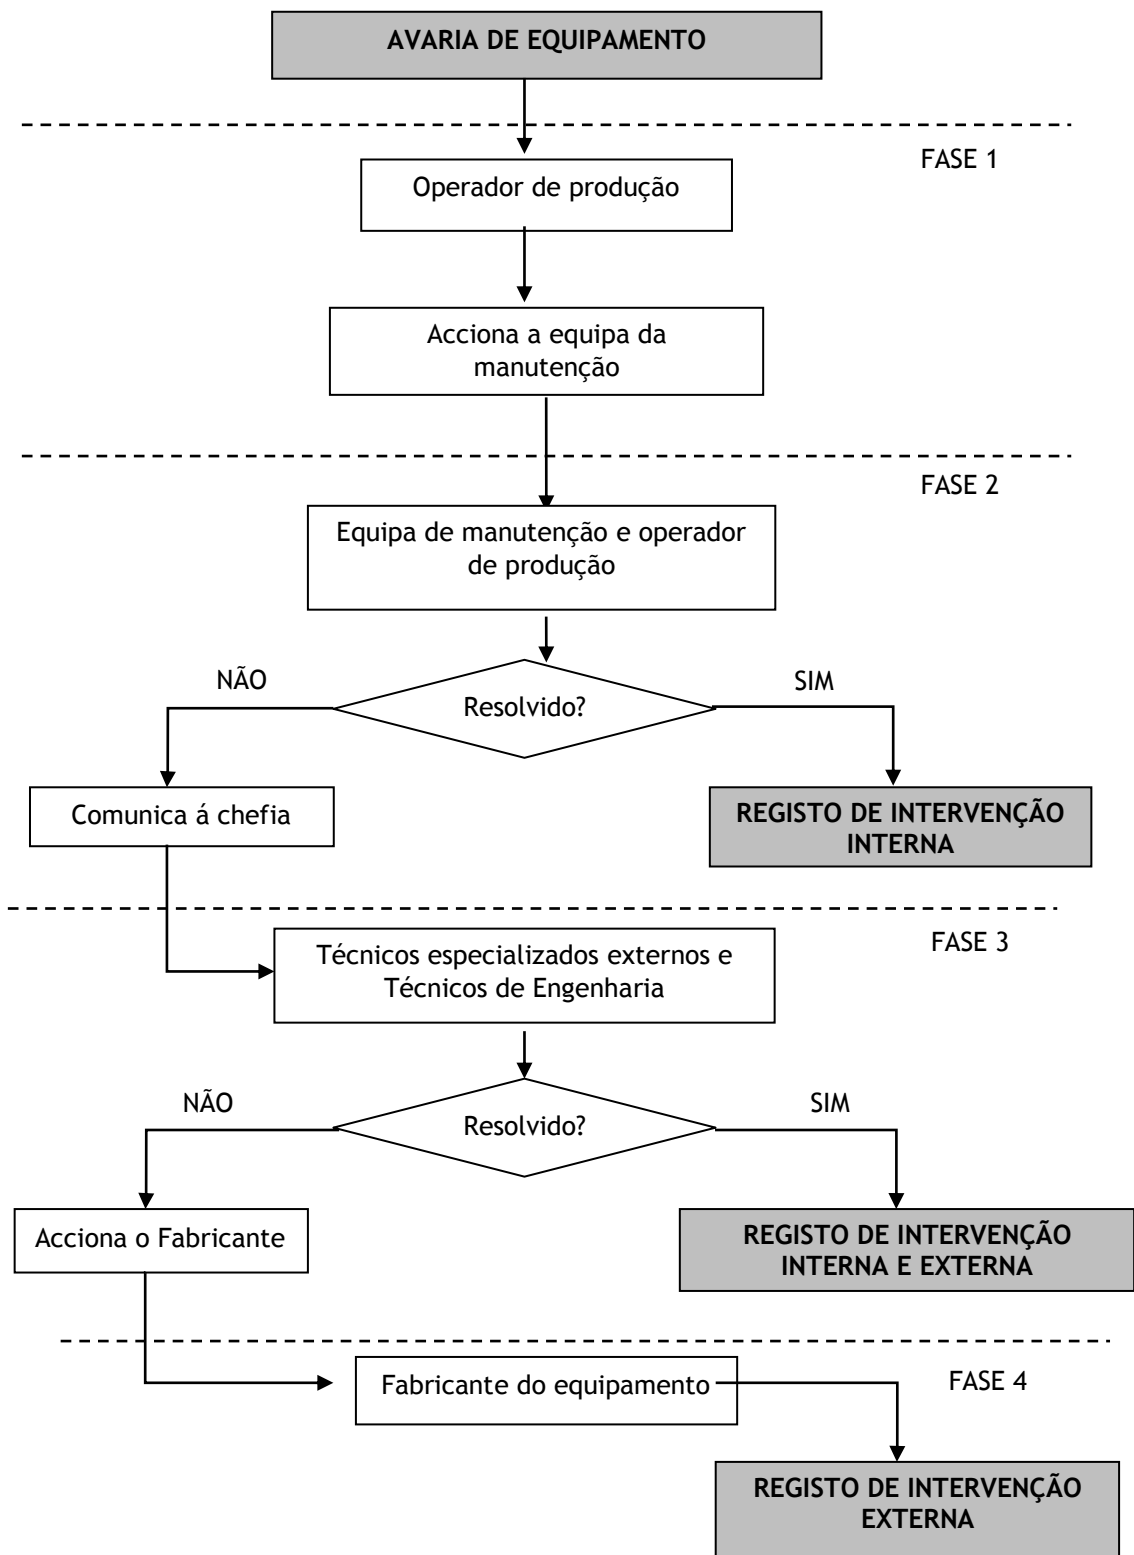 AVARIA DE EQUIPAMENTO
FASE 1
Operador de produção
Acciona a equipa da
manutenção
FASE 2
Equipa de manutenção e operador
de produção
NÃO
SIM
Resolvido?
Comunica á chefia
REGISTO DE INTERVENÇÃO
INTERNA
FASE 3
Técnicos especializados externos e
Técnicos de Engenharia
NÃO
SIM
Resolvido?
Acciona o Fabricante
REGISTO DE INTERVENÇÃO
INTERNA E EXTERNA
Fabricante do equipamento
FASE 4
REGISTO DE INTERVENÇÃO
EXTERNA